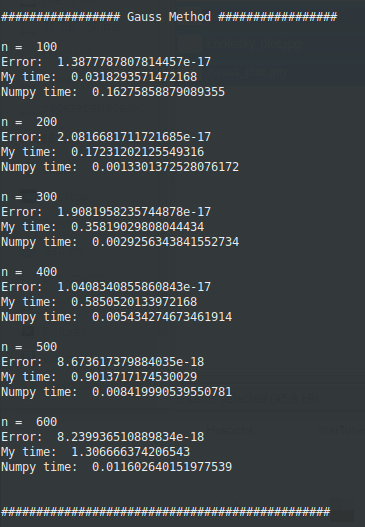 ################# Gauss Method #################
n =  100
Error:  1.3877787807814457e-17
My time:  0.0318293571472168
Numpy time:  0.16275858879089355
n =  200
Error:  2.0816681711721685e-17
My time:  0.17231202125549316
Numpy time:  0.0013301372528076172
n =  300
Error:  1.9081958235744878e-17
My time:  0.35819029808044434
Numpy time:  0.0029256343841552734
n =  400
Error:  1.0408340855860843e-17
My time:  0.5850520133972168
Numpy time:  0.005434274673461914
n =  500
Error:  8.673617379884035e-18
My time:  0.9013717174530029
Numpy time:  0.008419990539550781
n =  600
Error:  8.239936510889834e-18
My time:  1.306666374206543
Numpy time:  0.011602640151977539
###############################################